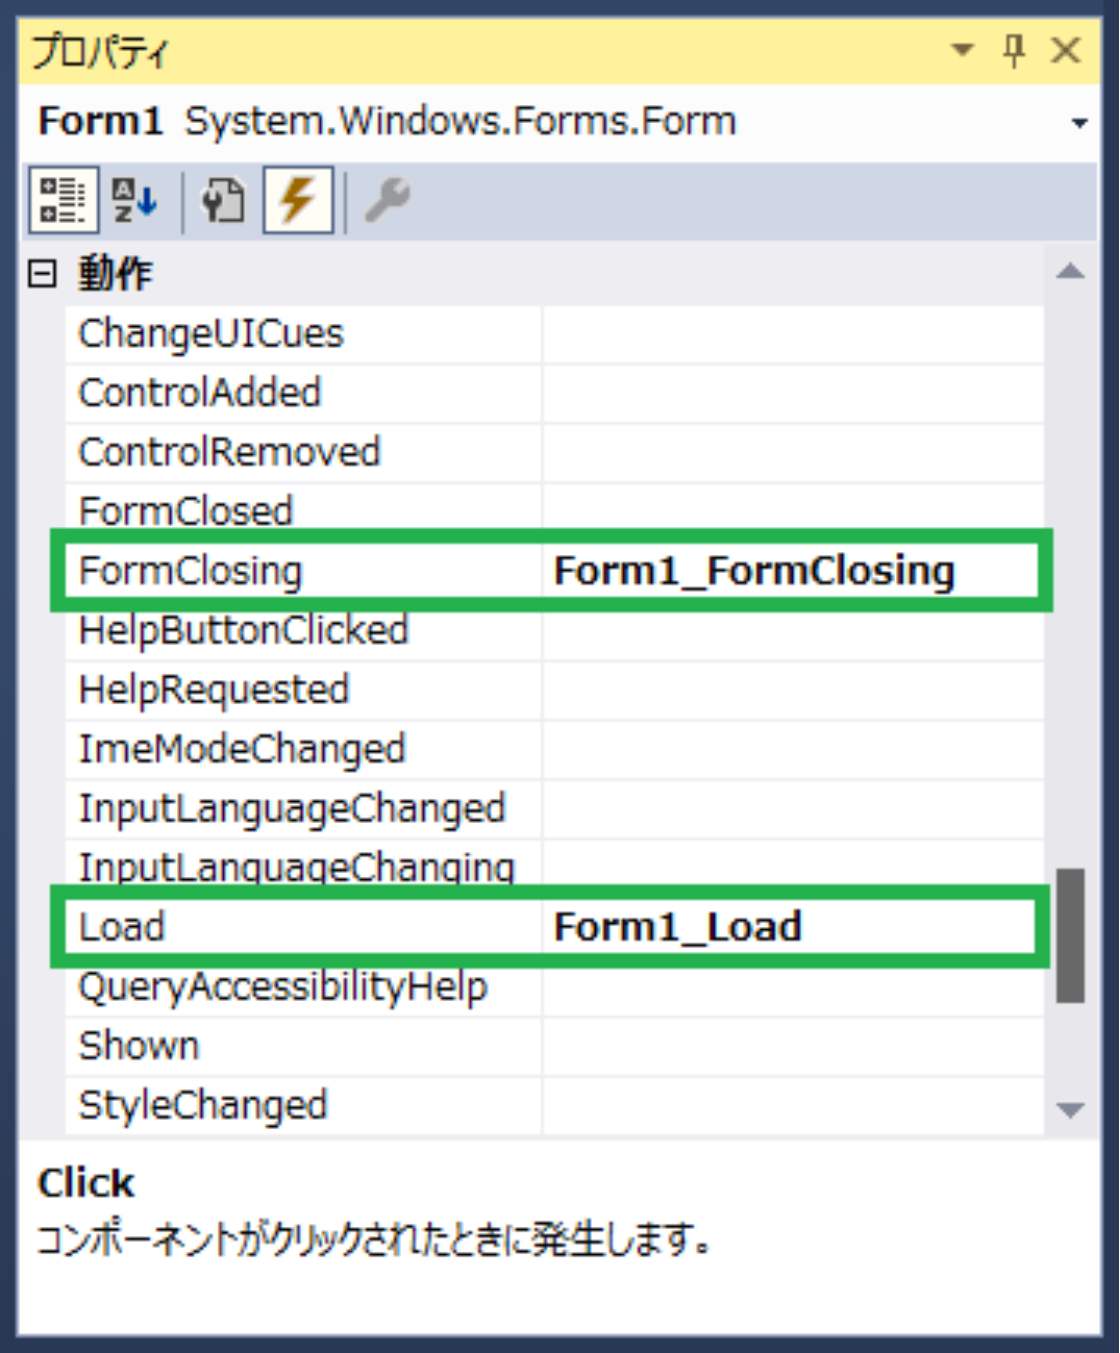 プロパティ
Form1 System.Windows.Forms.Form
動作
ChangeUICues
ControlAdded
ControlRemoved
FormClosed
FormClosing Form1_FormClosing
HelpButtonClicked
HelpRequested
ImeModeChanged
InputLanguageChanged
InputLanguageChanging
Load Form1_Load
QueryAccessibilityHelp
Shown
StyleChanged
Click
コンポーネントがクリックされたときに発生します。